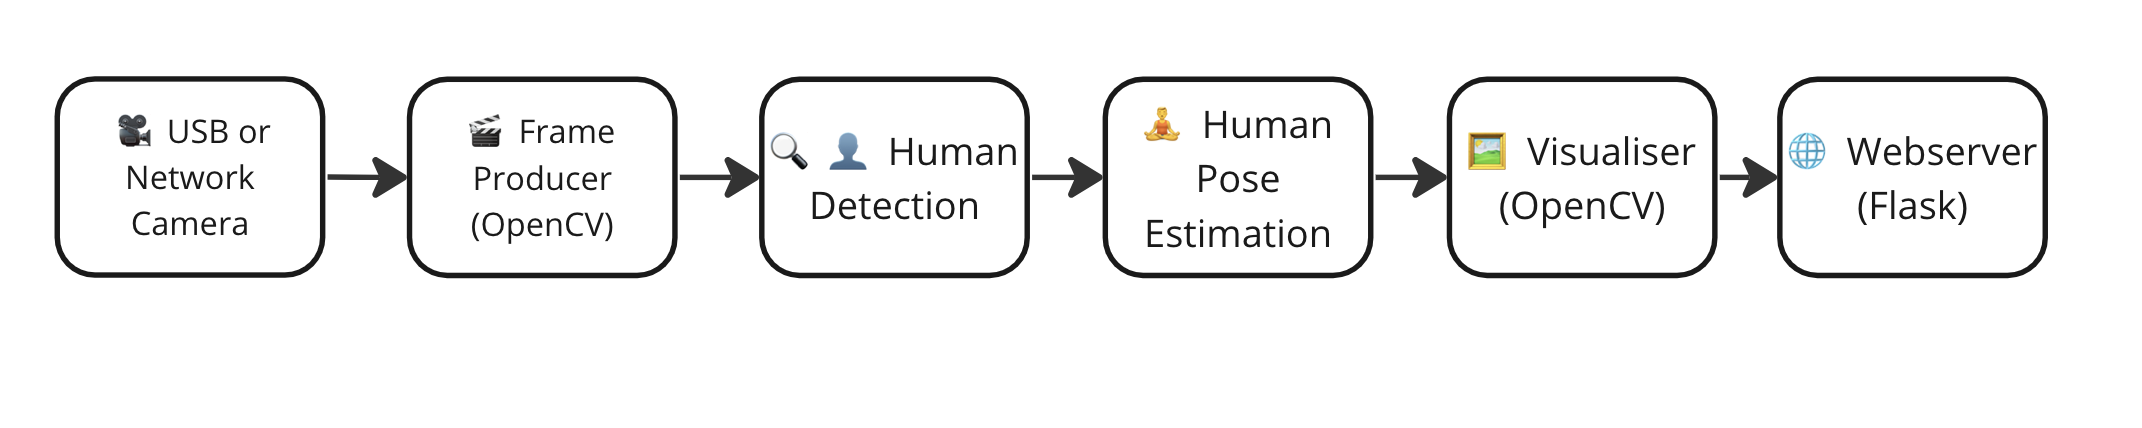 USB or
Network
Camera
Frame
Producer
(OpenCV)
Human
Detection
Human
Pose
Estimation
Visualiser
(OpenCV)
Webserver
(Flask)